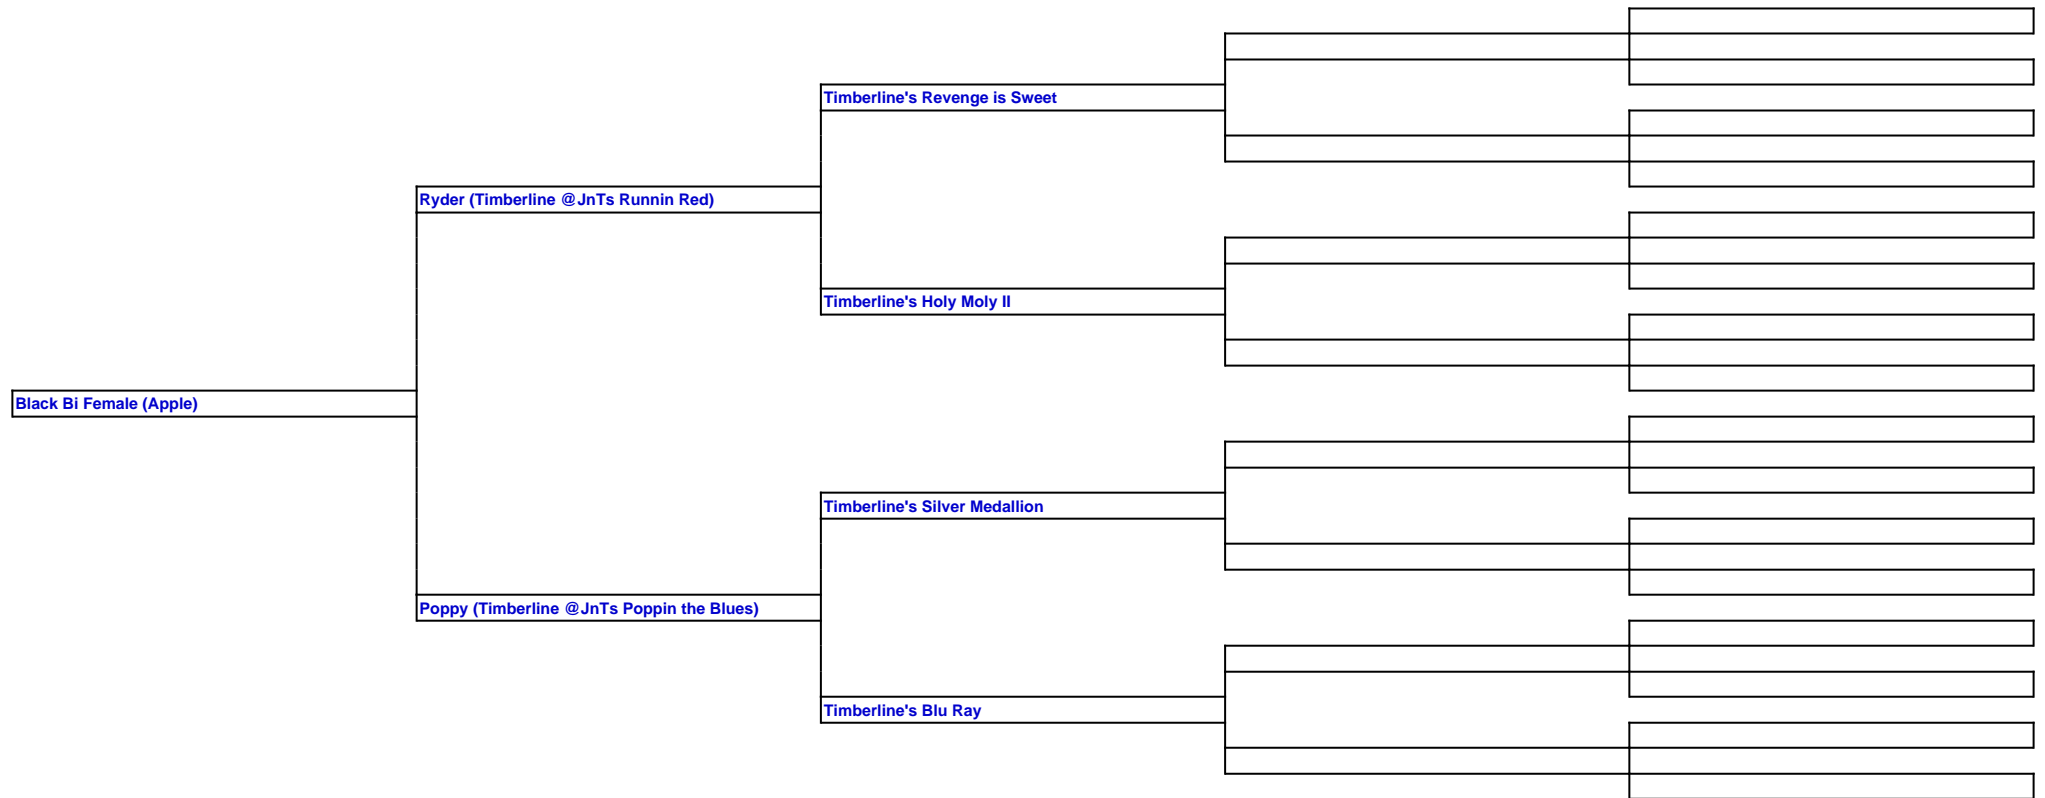 Timberline's Revenge is Sweet
Ryder (Timberline @JnTs Runnin Red)
Timberline's Holy Moly II
Black Bi Female (Apple)
Timberline's Silver Medallion
Poppy (Timberline @JnTs Poppin the Blues)
Timberline's Blu Ray